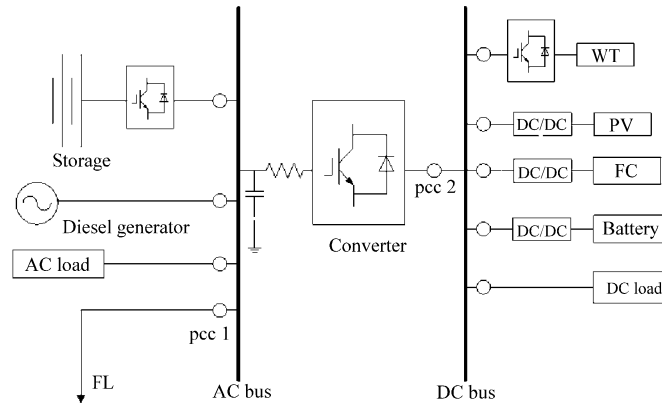 WT
DC/DC
PV
Storage
pcc 2
DC/DC
FC
Diesel generator
Converter
DC/DC
Battery
AC load
DC load
pcc 1
FL
AC bus
DC bus